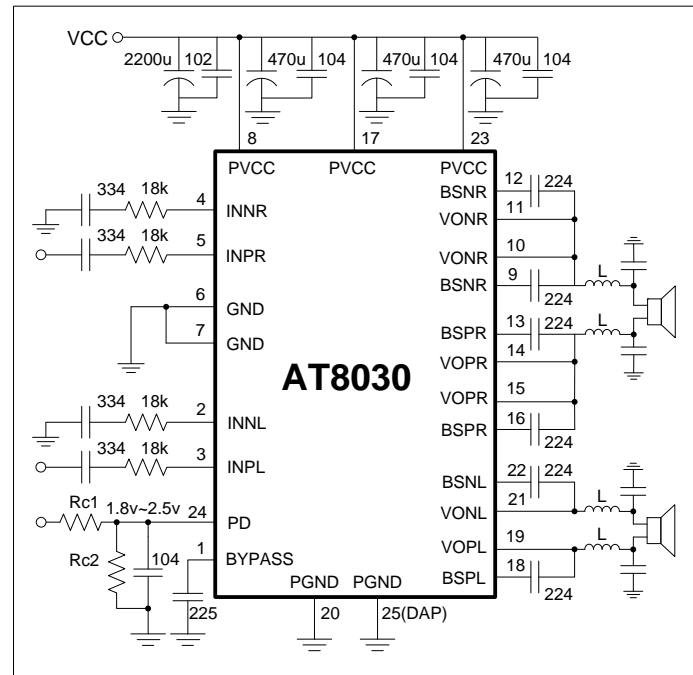 VCC
2200u 102 470u 104 470u 104 470u 104
8 17 23
PVCC PVCC PVCC
334 18k 4 INNR
334 18k 5 INPR
6 GND
7 GND
334 18k 2 INNL
334 18k 3 INPL
Rc1 1.8v~2.5v 24 PD
Rc2 104
1 BYPASS
225
AT8030
BSNR 12 224
VONR 11
VONR 10
BSNR 9 224 L
BSPR 13 224 L
VOPR 14
VOPR 15
BSPR 16 224
BSNL 22 224
VONL 21 L
VOPL 19 L
BSPL 18 224
PGND PGND
20 25(DAP)